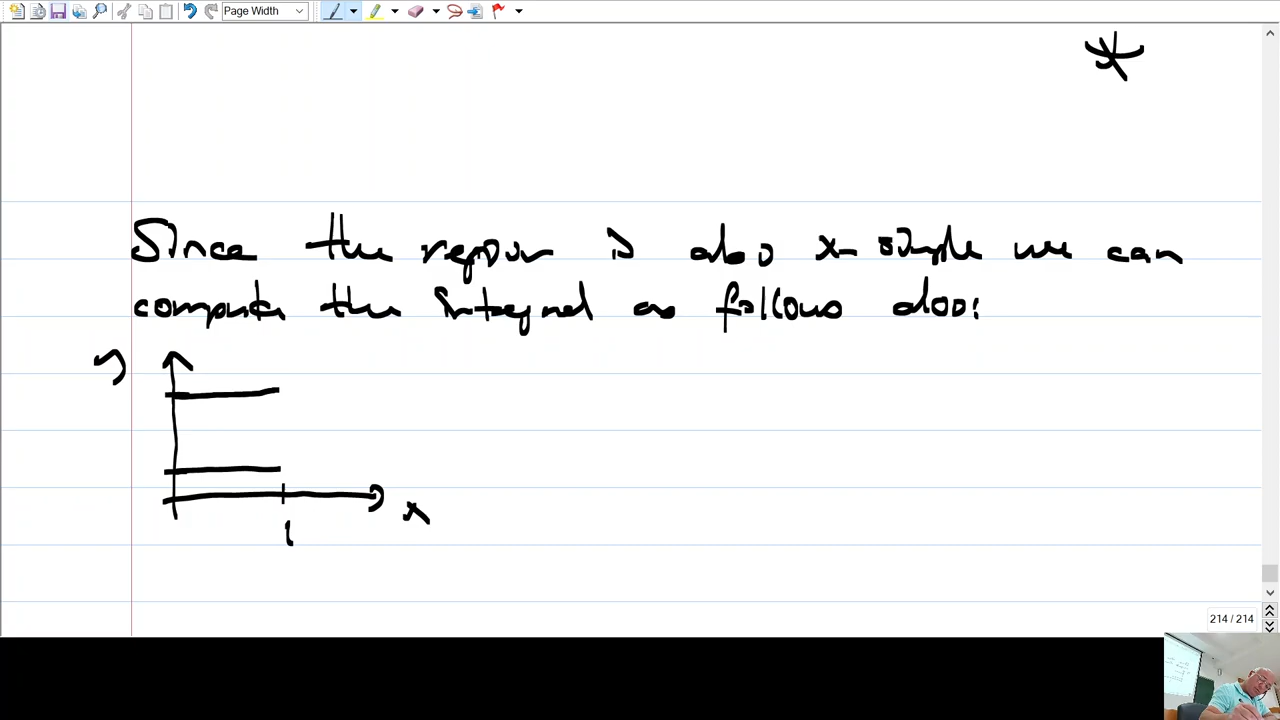 Page Width
Since the region is also x-simple we can
compute the integral as follows also:
y
x
1
214 / 214